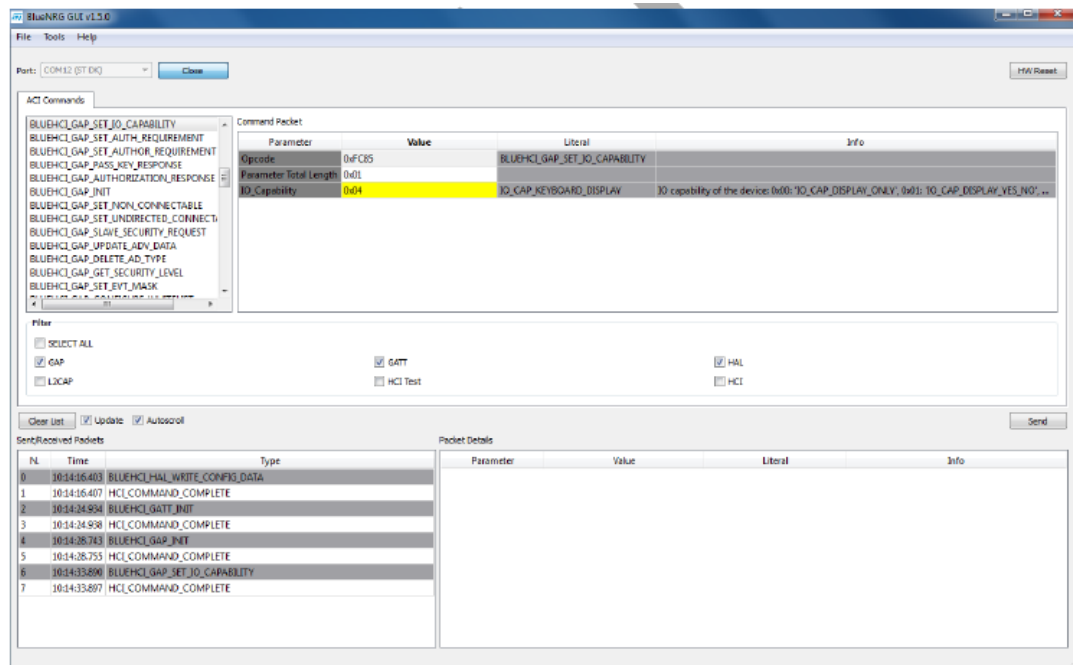 BlueNRG GUI v1.5.0
File Tools Help
Port: COM12 (ST DK) Close HW Reset
ACI Commands
BLUEHCI_GAP_SET_IO_CAPABILITY
BLUEHCI_GAP_SET_AUTH_REQUIREMENT
BLUEHCI_GAP_SET_AUTHOR_REQUIREMENT
BLUEHCI_GAP_PASS_KEY_RESPONSE
BLUEHCI_GAP_AUTHORIZATION_RESPONSE
BLUEHCI_GAP_INIT
BLUEHCI_GAP_SET_NON_CONNECTABLE
BLUEHCI_GAP_SET_UNDIRECTED_CONNECT
BLUEHCI_GAP_SLAVE_SECURITY_REQUEST
BLUEHCI_GAP_UPDATE_ADV_DATA
BLUEHCI_GAP_DELETE_AD_TYPE
BLUEHCI_GAP_GET_SECURITY_LEVEL
BLUEHCI_GAP_SET_EVT_MASK
Command Packet
Parameter Value Literal Info
Opcode 0xFC85 BLUEHCI_GAP_SET_IO_CAPABILITY
Parameter Total Length 0x01
IO_Capability 0x04 IO_CAP_KEYBOARD_DISPLAY IO capability of the device: 0x00: 'IO_CAP_DISPLAY_ONLY', 0x01: 'IO_CAP_DISPLAY_YES_NO', ...
Filter
SELECT ALL
GAP GATT HAL
L2CAP HCI Test HCI
Clear List Update Autoscroll Send
Sent/Received Packets Packet Details
N. Time Type Parameter Value Literal Info
0 10:14:16.403 BLUEHCI_HAL_WRITE_CONFIG_DATA
1 10:14:16.407 HCI_COMMAND_COMPLETE
2 10:14:24.934 BLUEHCI_GATT_INIT
3 10:14:24.938 HCI_COMMAND_COMPLETE
4 10:14:28.743 BLUEHCI_GAP_INIT
5 10:14:28.755 HCI_COMMAND_COMPLETE
6 10:14:33.890 BLUEHCI_GAP_SET_IO_CAPABILITY
7 10:14:33.897 HCI_COMMAND_COMPLETE